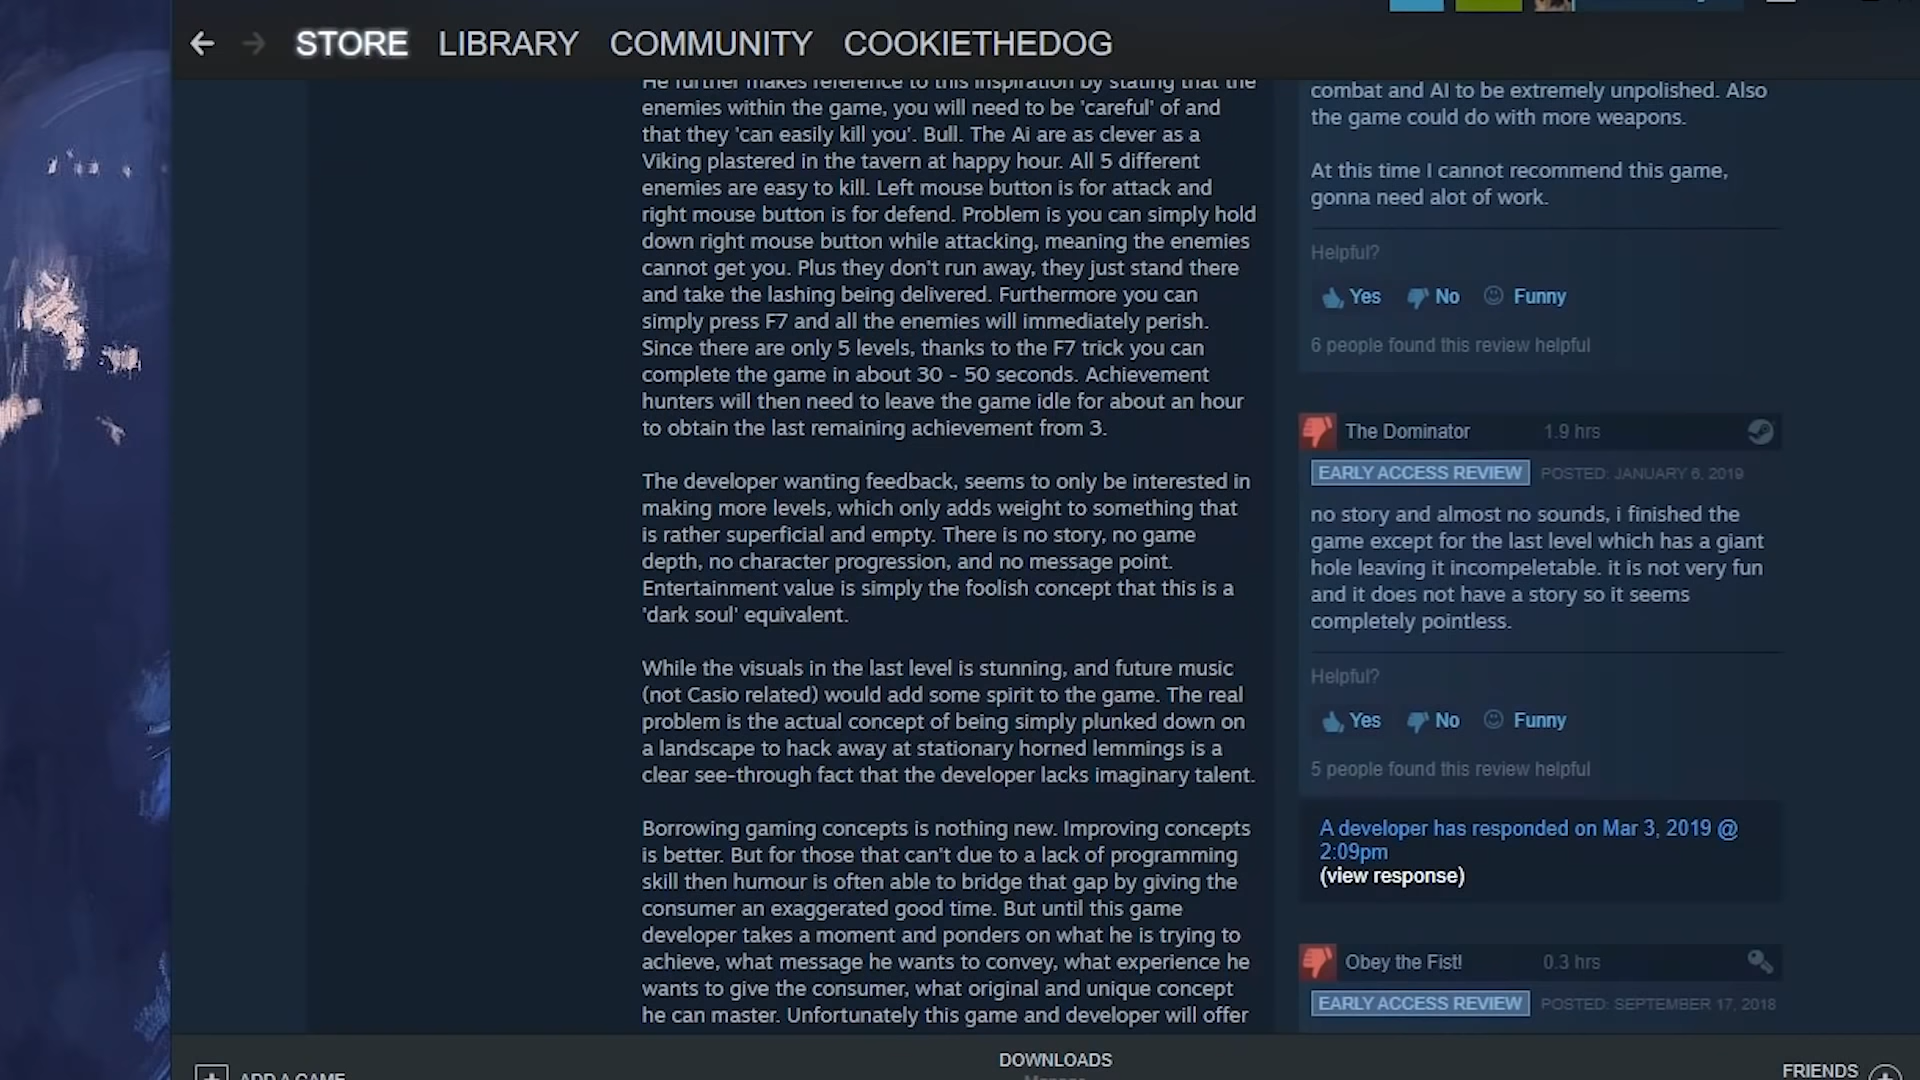 STORE LIBRARY COMMUNITY COOKIETHEDOG
He further makes reference to this inspiration by stating that the
enemies within the game, you will need to be 'careful' of and
that they 'can easily kill you'. Bull. The Ai are as clever as a
Viking plastered in the tavern at happy hour. All 5 different
enemies are easy to kill. Left mouse button is for attack and
right mouse button is for defend. Problem is you can simply hold
down right mouse button while attacking, meaning the enemies
cannot get you. Plus they don't run away, they just stand there
and take the lashing being delivered. Furthermore you can
simply press F7 and all the enemies will immediately perish.
Since there are only 5 levels, thanks to the F7 trick you can
complete the game in about 30 - 50 seconds. Achievement
hunters will then need to leave the game idle for about an hour
to obtain the last remaining achievement from 3.
The developer wanting feedback, seems to only be interested in
making more levels, which only adds weight to something that
is rather superficial and empty. There is no story, no game
depth, no character progression, and no message point.
Entertainment value is simply the foolish concept that this is a
'dark soul' equivalent.
While the visuals in the last level is stunning, and future music
(not Casio related) would add some spirit to the game. The real
problem is the actual concept of being simply plunked down on
a landscape to hack away at stationary horned lemmings is a
clear see-through fact that the developer lacks imaginary talent.
Borrowing gaming concepts is nothing new. Improving concepts
is better. But for those that can't due to a lack of programming
skill then humour is often able to bridge that gap by giving the
consumer an exaggerated good time. But until this game
developer takes a moment and ponders on what he is trying to
achieve, what message he wants to convey, what experience he
wants to give the consumer, what original and unique concept
he can master. Unfortunately this game and developer will offer
combat and AI to be extremely unpolished. Also
the game could do with more weapons.
At this time I cannot recommend this game,
gonna need alot of work.
Helpful?
Yes No Funny
6 people found this review helpful
The Dominator 1.9 hrs
EARLY ACCESS REVIEW POSTED: JANUARY 6, 2019
no story and almost no sounds, i finished the
game except for the last level which has a giant
hole leaving it incompeletable. it is not very fun
and it does not have a story so it seems
completely pointless.
Helpful?
Yes No Funny
5 people found this review helpful
A developer has responded on Mar 3, 2019 @
2:09pm
(view response)
Obey the Fist! 0.3 hrs
EARLY ACCESS REVIEW POSTED: SEPTEMBER 17, 2018
ADD A GAME
DOWNLOADS
Manage
FRIENDS